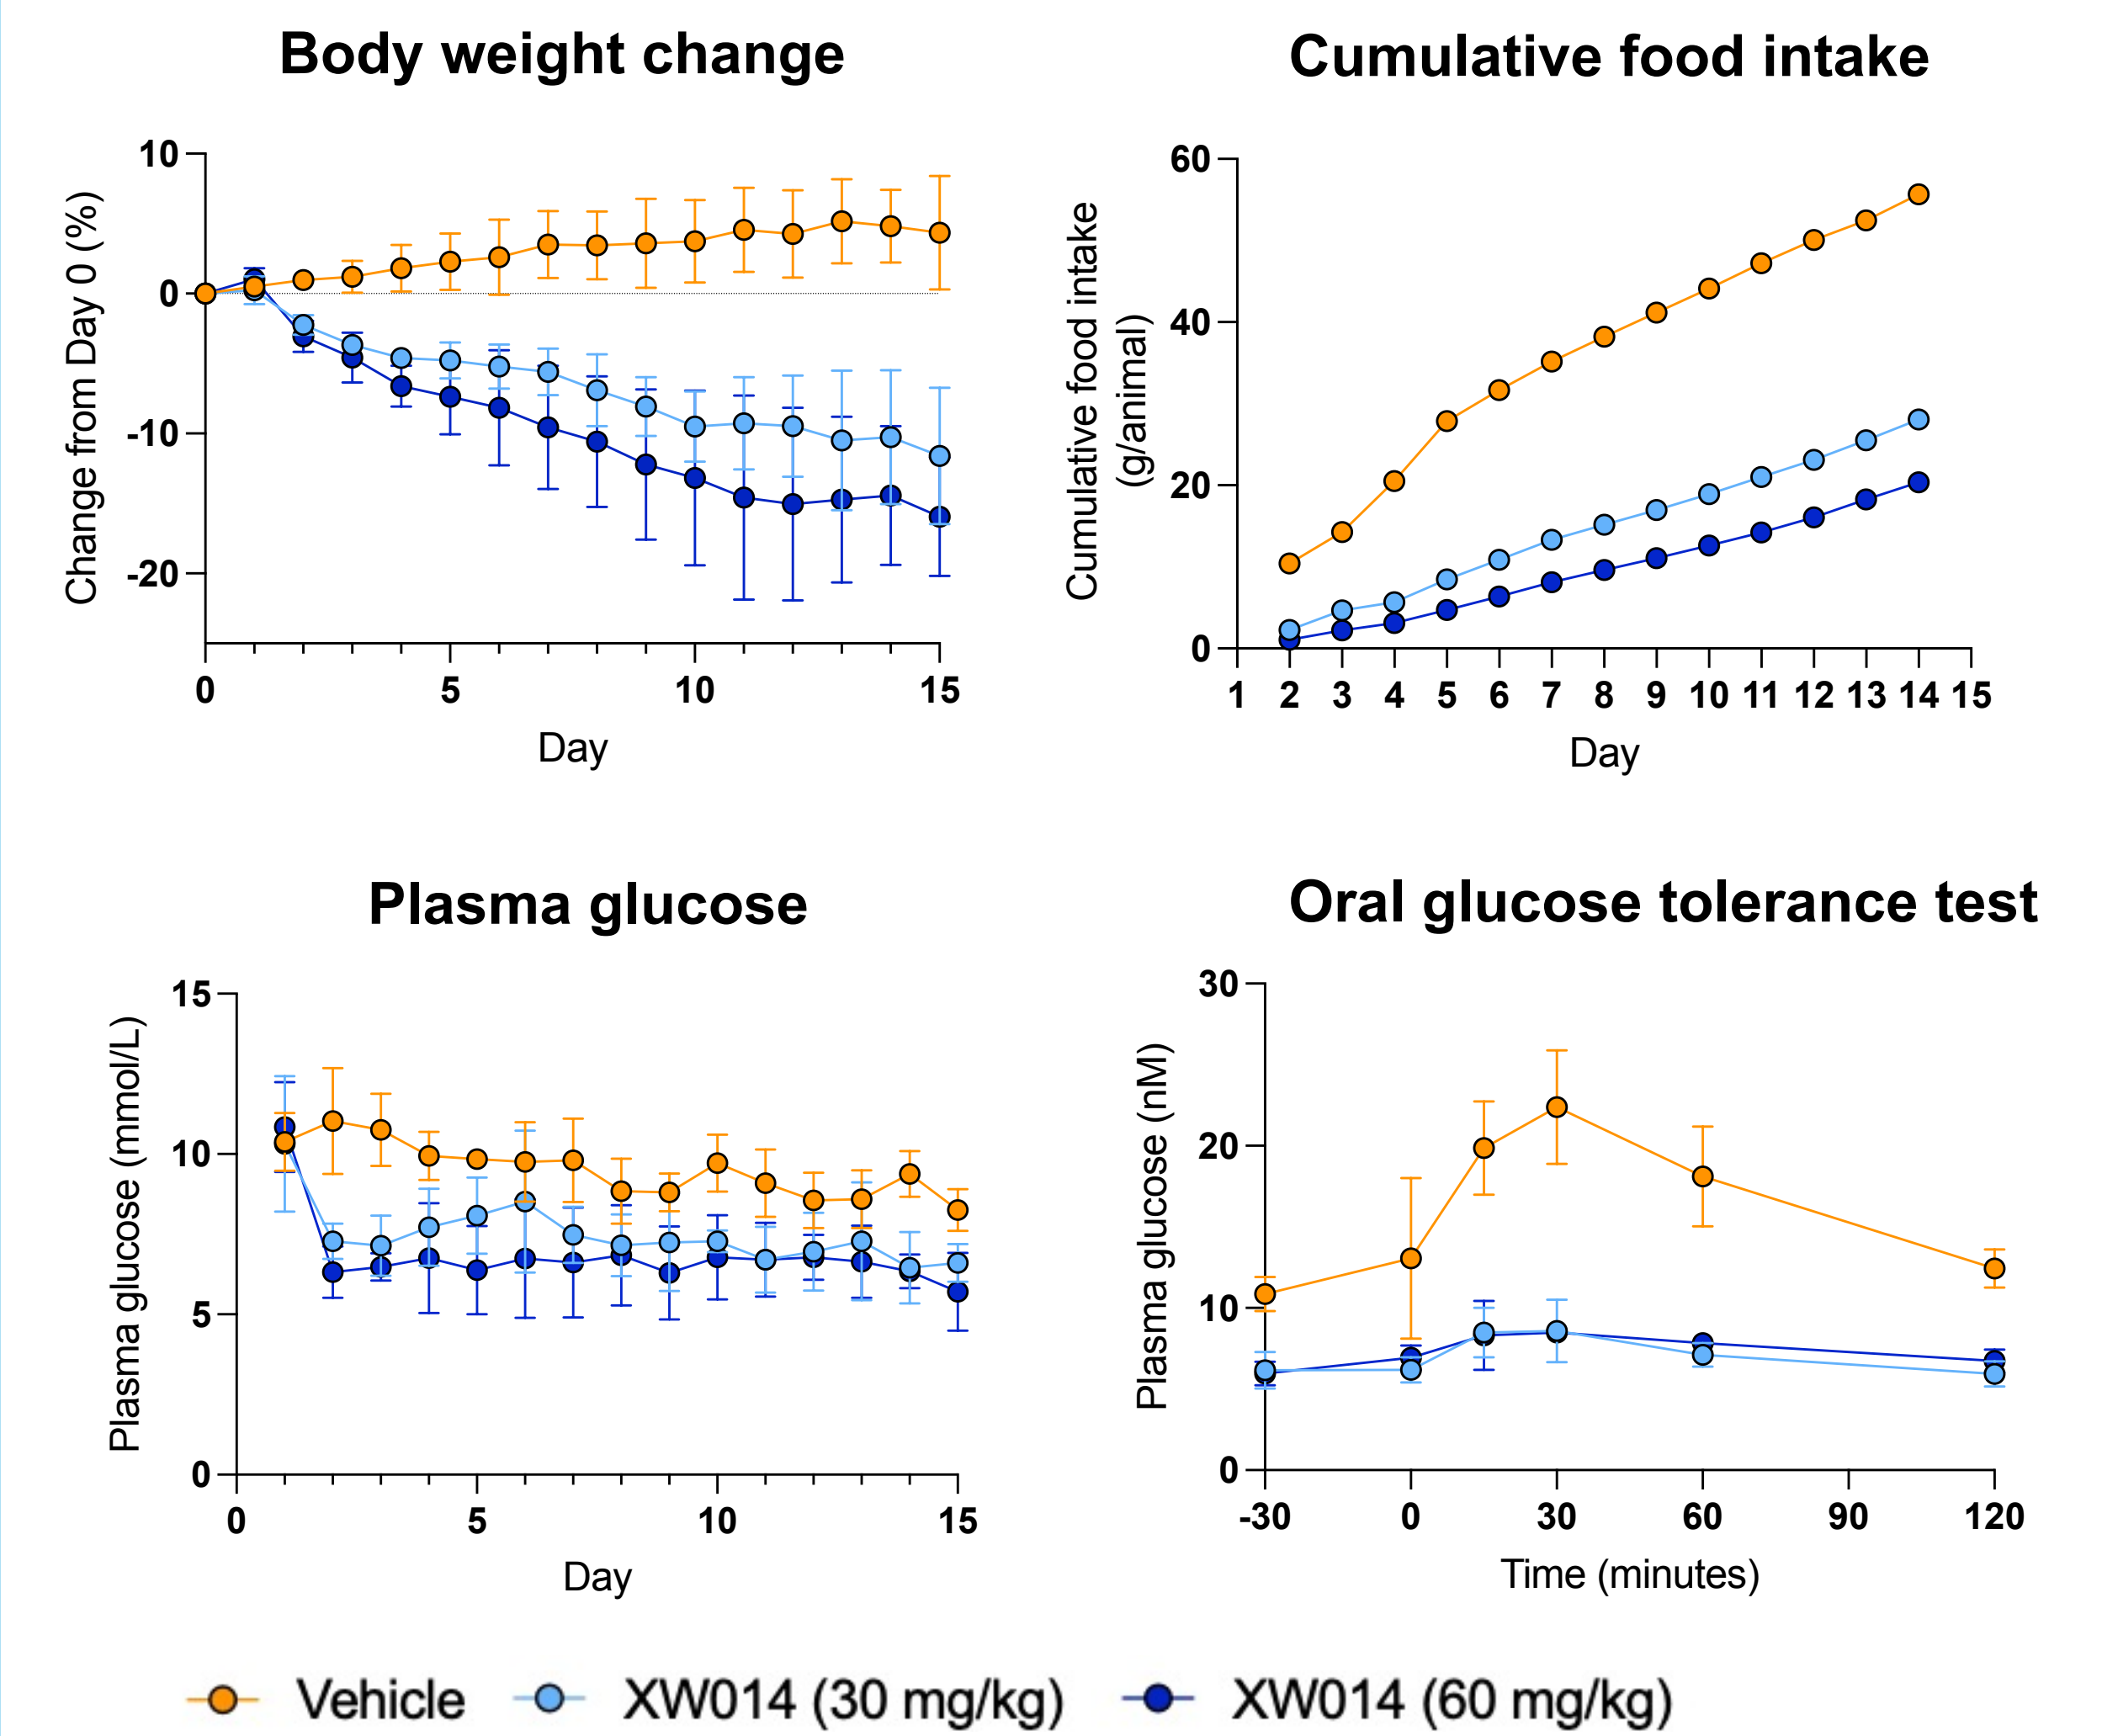 Body weight change
Change from Day 0 (%)
10
0
-10
-20
0 5 10 15
Day
Cumulative food intake
Cumulative food intake
(g/animal)
60
40
20
0
1 2 3 4 5 6 7 8 9 10 11 12 13 14 15
Day
Plasma glucose
Plasma glucose (mmol/L)
15
10
5
0
0 5 10 15
Day
Oral glucose tolerance test
Plasma glucose (nM)
30
20
10
0
-30 0 30 60 90 120
Time (minutes)
Vehicle XW014 (30 mg/kg) XW014 (60 mg/kg)